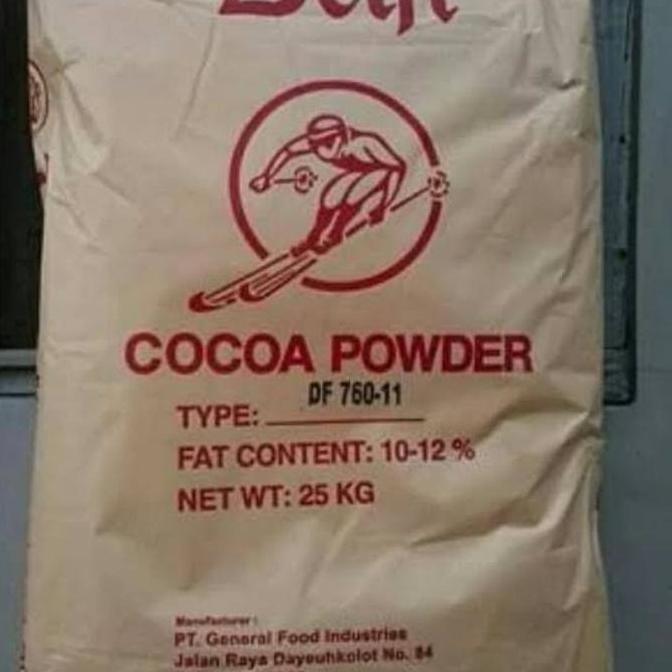 COCOA POWDER
TYPE: DF 760-11
FAT CONTENT: 10-12 %
NET WT: 25 KG
Manufacturer :
PT. General Food Industries
Jalan Raya Dayeuhkolot No. 84